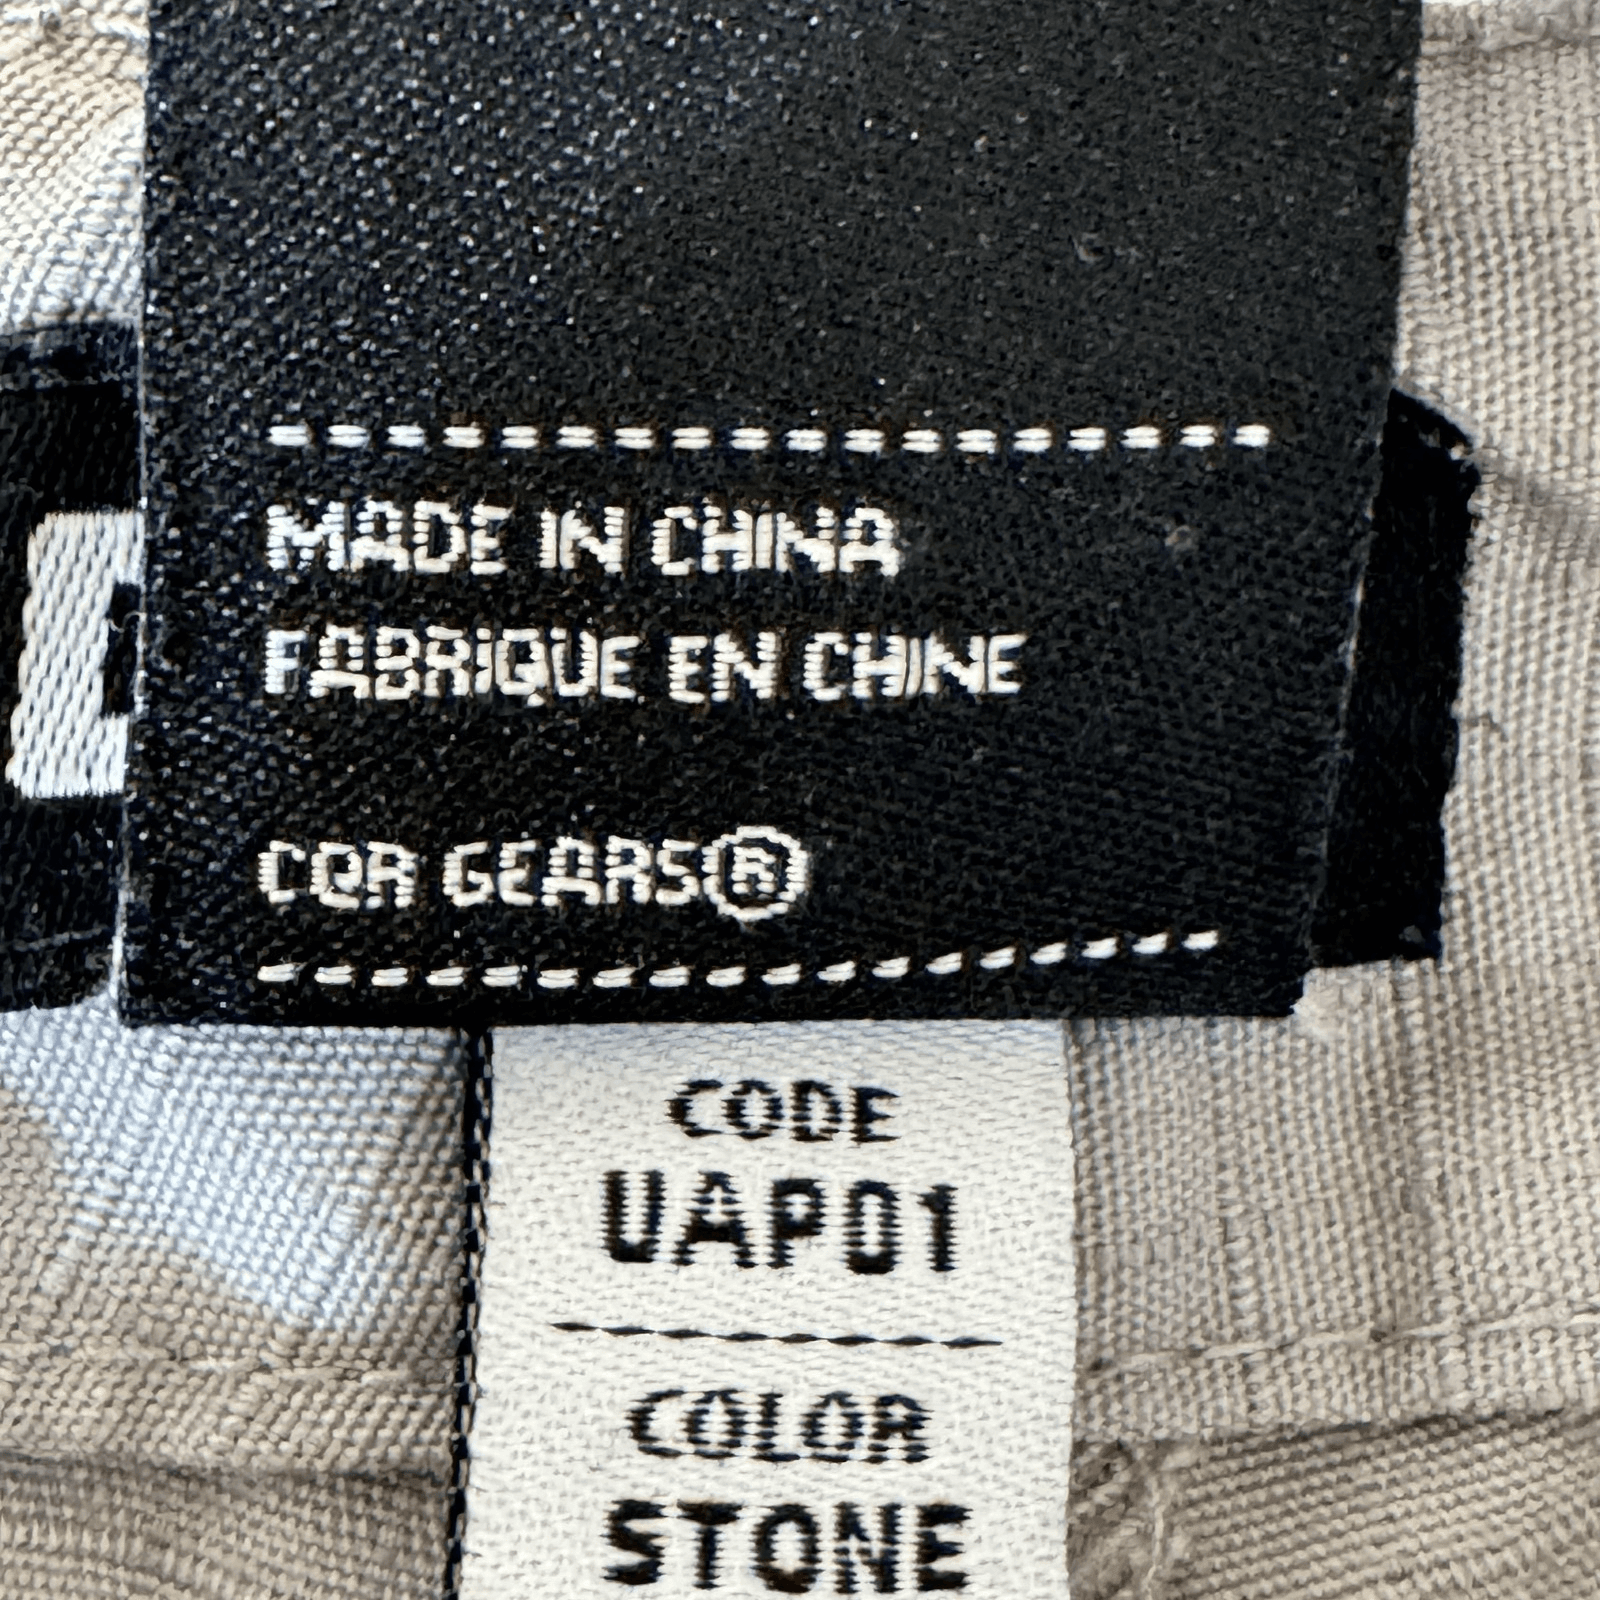 MADE IN CHINA
FABRIQUE EN CHINE
CQR GEARS®
CODE
UAP01
COLOR
STONE